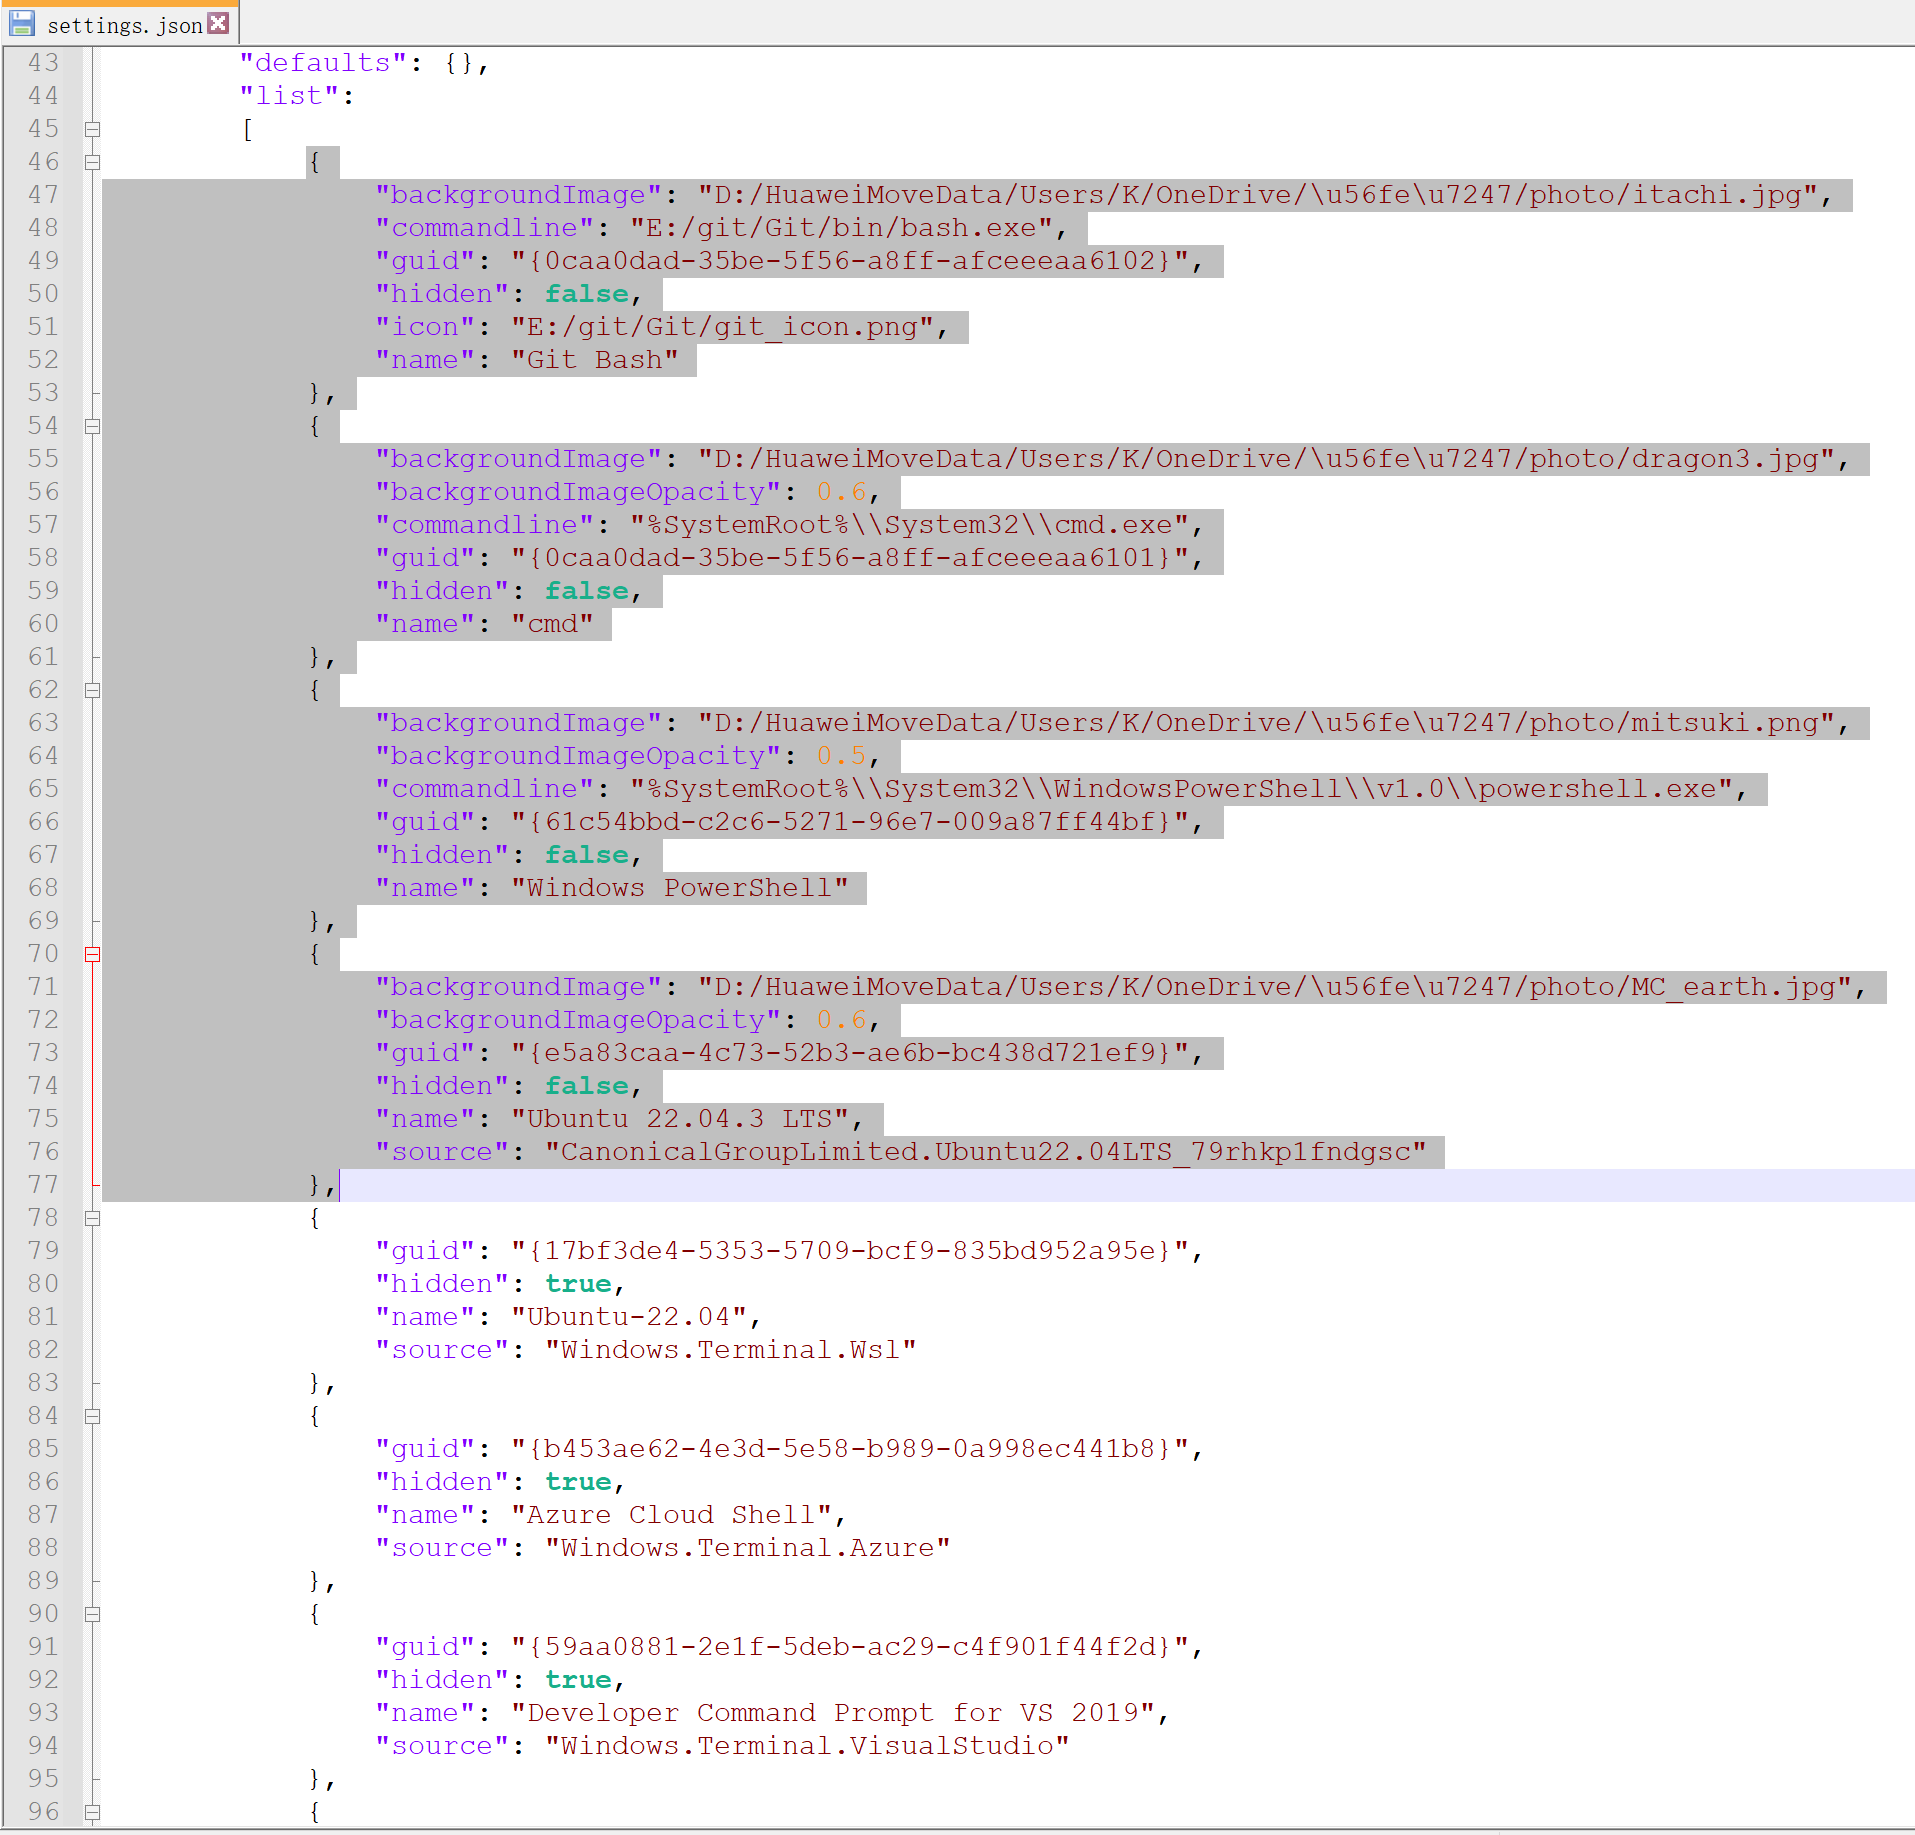 settings.json
43 "defaults": {},
44 "list":
45 [
46 {
47 "backgroundImage": "D:/HuaweiMoveData/Users/K/OneDrive/\u56fe\u7247/photo/itachi.jpg",
48 "commandline": "E:/git/Git/bin/bash.exe",
49 "guid": "{0caa0dad-35be-5f56-a8ff-afceeeaa6102}",
50 "hidden": false,
51 "icon": "E:/git/Git/git_icon.png",
52 "name": "Git Bash"
53 },
54 {
55 "backgroundImage": "D:/HuaweiMoveData/Users/K/OneDrive/\u56fe\u7247/photo/dragon3.jpg",
56 "backgroundImageOpacity": 0.6,
57 "commandline": "%SystemRoot%\\System32\\cmd.exe",
58 "guid": "{0caa0dad-35be-5f56-a8ff-afceeeaa6101}",
59 "hidden": false,
60 "name": "cmd"
61 },
62 {
63 "backgroundImage": "D:/HuaweiMoveData/Users/K/OneDrive/\u56fe\u7247/photo/mitsuki.png",
64 "backgroundImageOpacity": 0.5,
65 "commandline": "%SystemRoot%\\System32\\WindowsPowerShell\\v1.0\\powershell.exe",
66 "guid": "{61c54bbd-c2c6-5271-96e7-009a87ff44bf}",
67 "hidden": false,
68 "name": "Windows PowerShell"
69 },
70 {
71 "backgroundImage": "D:/HuaweiMoveData/Users/K/OneDrive/\u56fe\u7247/photo/MC_earth.jpg",
72 "backgroundImageOpacity": 0.6,
73 "guid": "{e5a83caa-4c73-52b3-ae6b-bc438d721ef9}",
74 "hidden": false,
75 "name": "Ubuntu 22.04.3 LTS",
76 "source": "CanonicalGroupLimited.Ubuntu22.04LTS_79rhkp1fndgsc"
77 },
78 {
79 "guid": "{17bf3de4-5353-5709-bcf9-835bd952a95e}",
80 "hidden": true,
81 "name": "Ubuntu-22.04",
82 "source": "Windows.Terminal.Wsl"
83 },
84 {
85 "guid": "{b453ae62-4e3d-5e58-b989-0a998ec441b8}",
86 "hidden": true,
87 "name": "Azure Cloud Shell",
88 "source": "Windows.Terminal.Azure"
89 },
90 {
91 "guid": "{59aa0881-2e1f-5deb-ac29-c4f901f44f2d}",
92 "hidden": true,
93 "name": "Developer Command Prompt for VS 2019",
94 "source": "Windows.Terminal.VisualStudio"
95 },
96 {